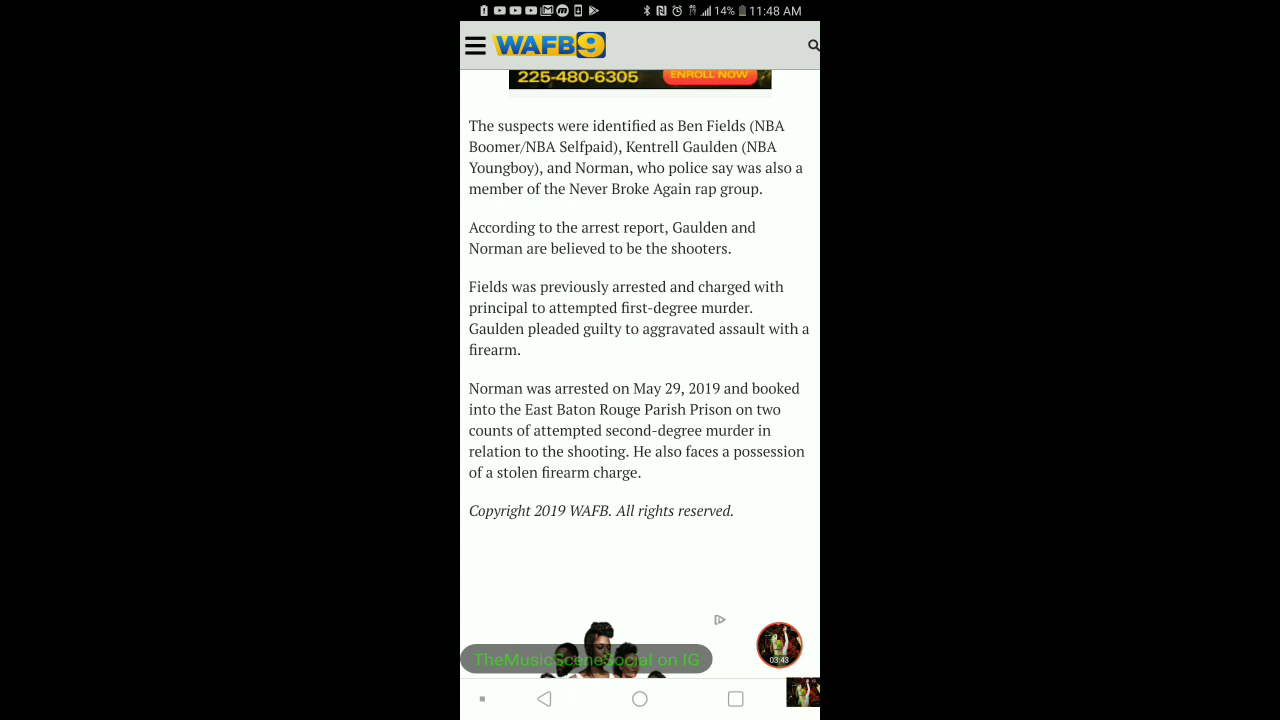 14% 11:48 AM
WAFB 9
225-480-6305 ENROLL NOW
The suspects were identified as Ben Fields (NBA
Boomer/NBA Selfpaid), Kentrell Gaulden (NBA
Youngboy), and Norman, who police say was also a
member of the Never Broke Again rap group.
According to the arrest report, Gaulden and
Norman are believed to be the shooters.
Fields was previously arrested and charged with
principal to attempted first-degree murder.
Gaulden pleaded guilty to aggravated assault with a
firearm.
Norman was arrested on May 29, 2019 and booked
into the East Baton Rouge Parish Prison on two
counts of attempted second-degree murder in
relation to the shooting. He also faces a possession
of a stolen firearm charge.
Copyright 2019 WAFB. All rights reserved.
TheMusicSceneSocial on IG
03:43